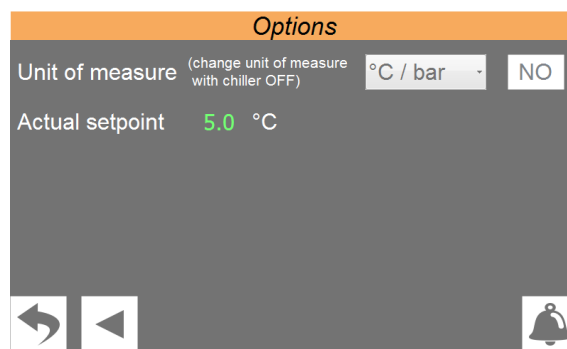 Options
Unit of measure (change unit of measure with chiller OFF) °C / bar NO
Actual setpoint 5.0 °C